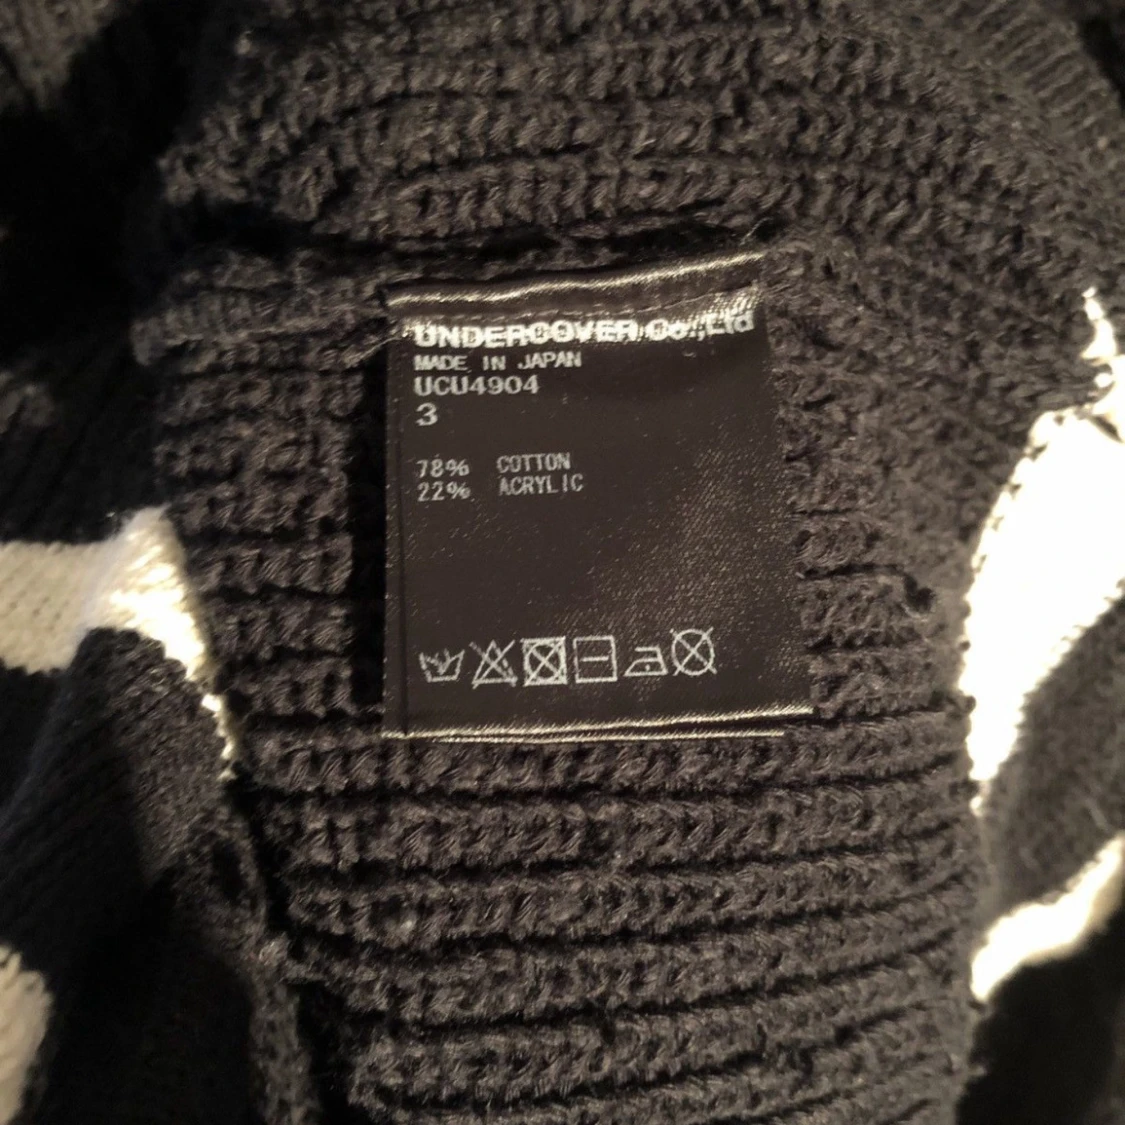 UNDERCOVER Co.,Ltd
MADE IN JAPAN
UCU4904
3
78% COTTON
22% ACRYLIC